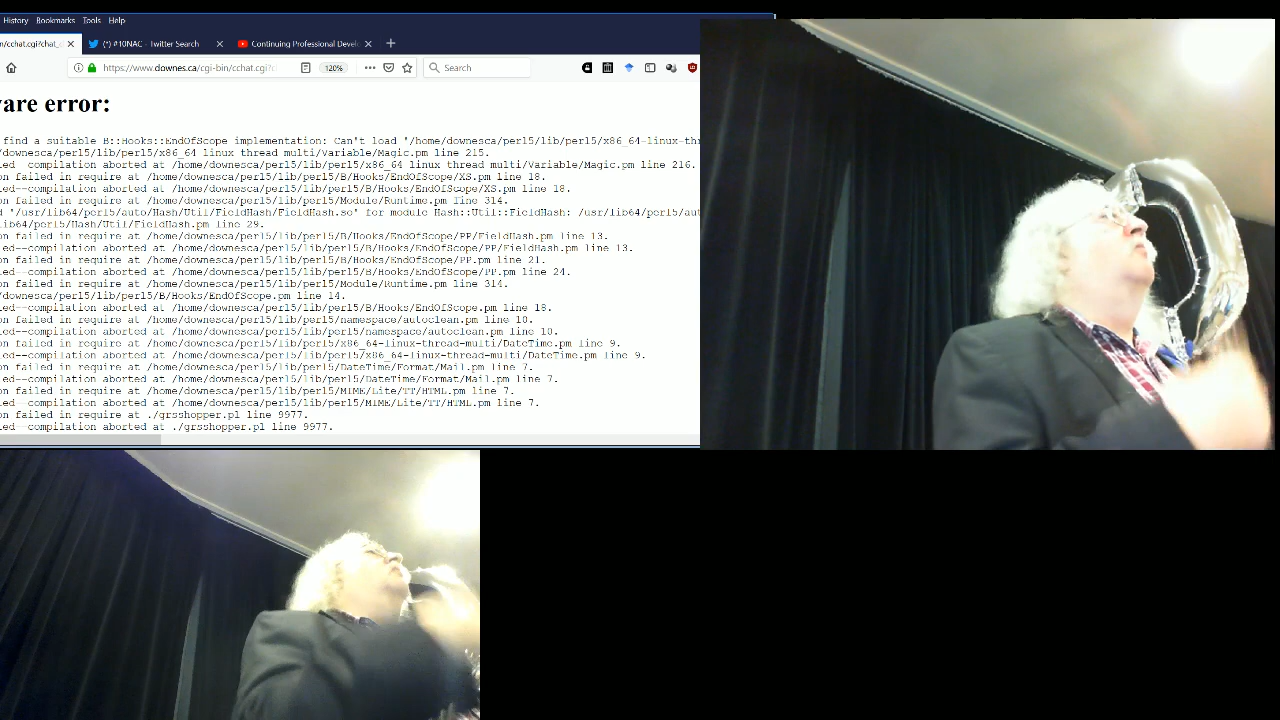 History Bookmarks Tools Help
n/cchat.cgi?chat_c (*) #10NAC - Twitter Search Continuing Professional Devel
https://www.downes.ca/cgi-bin/cchat.cgi?c 120% Search
are error:
find a suitable B::Hooks::EndOfScope implementation: Can't load '/home/downesca/perl5/lib/perl5/x86_64-linux-thr
/downesca/perl5/lib/perl5/x86_64-linux-thread-multi/Variable/Magic.pm line 215.
ed--compilation aborted at /home/downesca/perl5/lib/perl5/x86_64-linux-thread-multi/Variable/Magic.pm line 216.
on failed in require at /home/downesca/perl5/lib/perl5/B/Hooks/EndOfScope/XS.pm line 18.
ed--compilation aborted at /home/downesca/perl5/lib/perl5/B/Hooks/EndOfScope/XS.pm line 18.
on failed in require at /home/downesca/perl5/lib/perl5/Module/Runtime.pm line 314.
d '/usr/lib64/perl5/auto/Hash/Util/FieldHash/FieldHash.so' for module Hash::Util::FieldHash: /usr/lib64/perl5/aut
lib64/perl5/Hash/Util/FieldHash.pm line 29.
on failed in require at /home/downesca/perl5/lib/perl5/B/Hooks/EndOfScope/PP/FieldHash.pm line 13.
ed--compilation aborted at /home/downesca/perl5/lib/perl5/B/Hooks/EndOfScope/PP/FieldHash.pm line 13.
on failed in require at /home/downesca/perl5/lib/perl5/B/Hooks/EndOfScope/PP.pm line 21.
ed--compilation aborted at /home/downesca/perl5/lib/perl5/B/Hooks/EndOfScope/PP.pm line 24.
on failed in require at /home/downesca/perl5/lib/perl5/Module/Runtime.pm line 314.
/downesca/perl5/lib/perl5/B/Hooks/EndOfScope.pm line 14.
ed--compilation aborted at /home/downesca/perl5/lib/perl5/B/Hooks/EndOfScope.pm line 18.
on failed in require at /home/downesca/perl5/lib/perl5/namespace/autoclean.pm line 10.
ed--compilation aborted at /home/downesca/perl5/lib/perl5/namespace/autoclean.pm line 10.
on failed in require at /home/downesca/perl5/lib/perl5/x86_64-linux-thread-multi/DateTime.pm line 9.
ed--compilation aborted at /home/downesca/perl5/lib/perl5/x86_64-linux-thread-multi/DateTime.pm line 9.
on failed in require at /home/downesca/perl5/lib/perl5/DateTime/Format/Mail.pm line 7.
ed--compilation aborted at /home/downesca/perl5/lib/perl5/DateTime/Format/Mail.pm line 7.
on failed in require at /home/downesca/perl5/lib/perl5/MIME/Lite/TT/HTML.pm line 7.
ed--compilation aborted at /home/downesca/perl5/lib/perl5/MIME/Lite/TT/HTML.pm line 7.
on failed in require at ./grsshopper.pl line 9977.
ed--compilation aborted at ./grsshopper.pl line 9977.